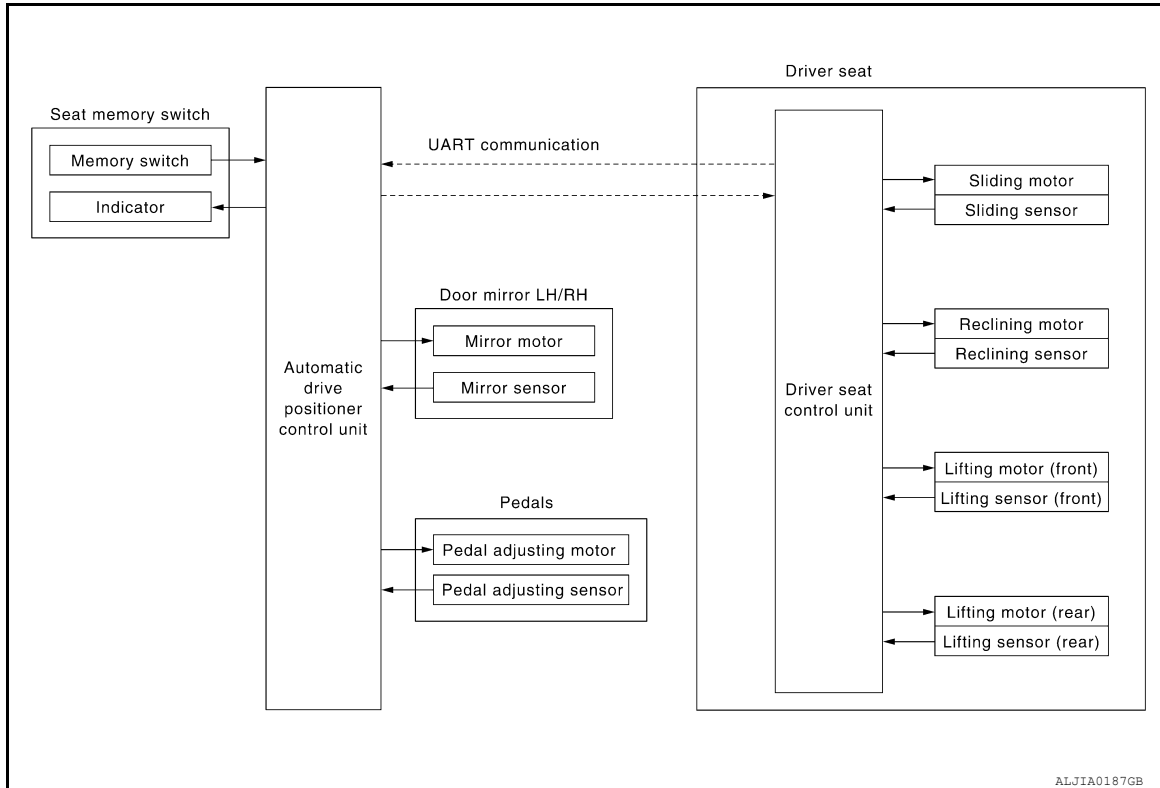 Driver seat
Seat memory switch
Memory switch
Indicator
UART communication
Sliding motor
Sliding sensor
Door mirror LH/RH
Mirror motor
Mirror sensor
Reclining motor
Reclining sensor
Automatic
drive
positioner
control unit
Driver seat
control unit
Pedals
Pedal adjusting motor
Pedal adjusting sensor
Lifting motor (front)
Lifting sensor (front)
Lifting motor (rear)
Lifting sensor (rear)
ALJIA0187GB